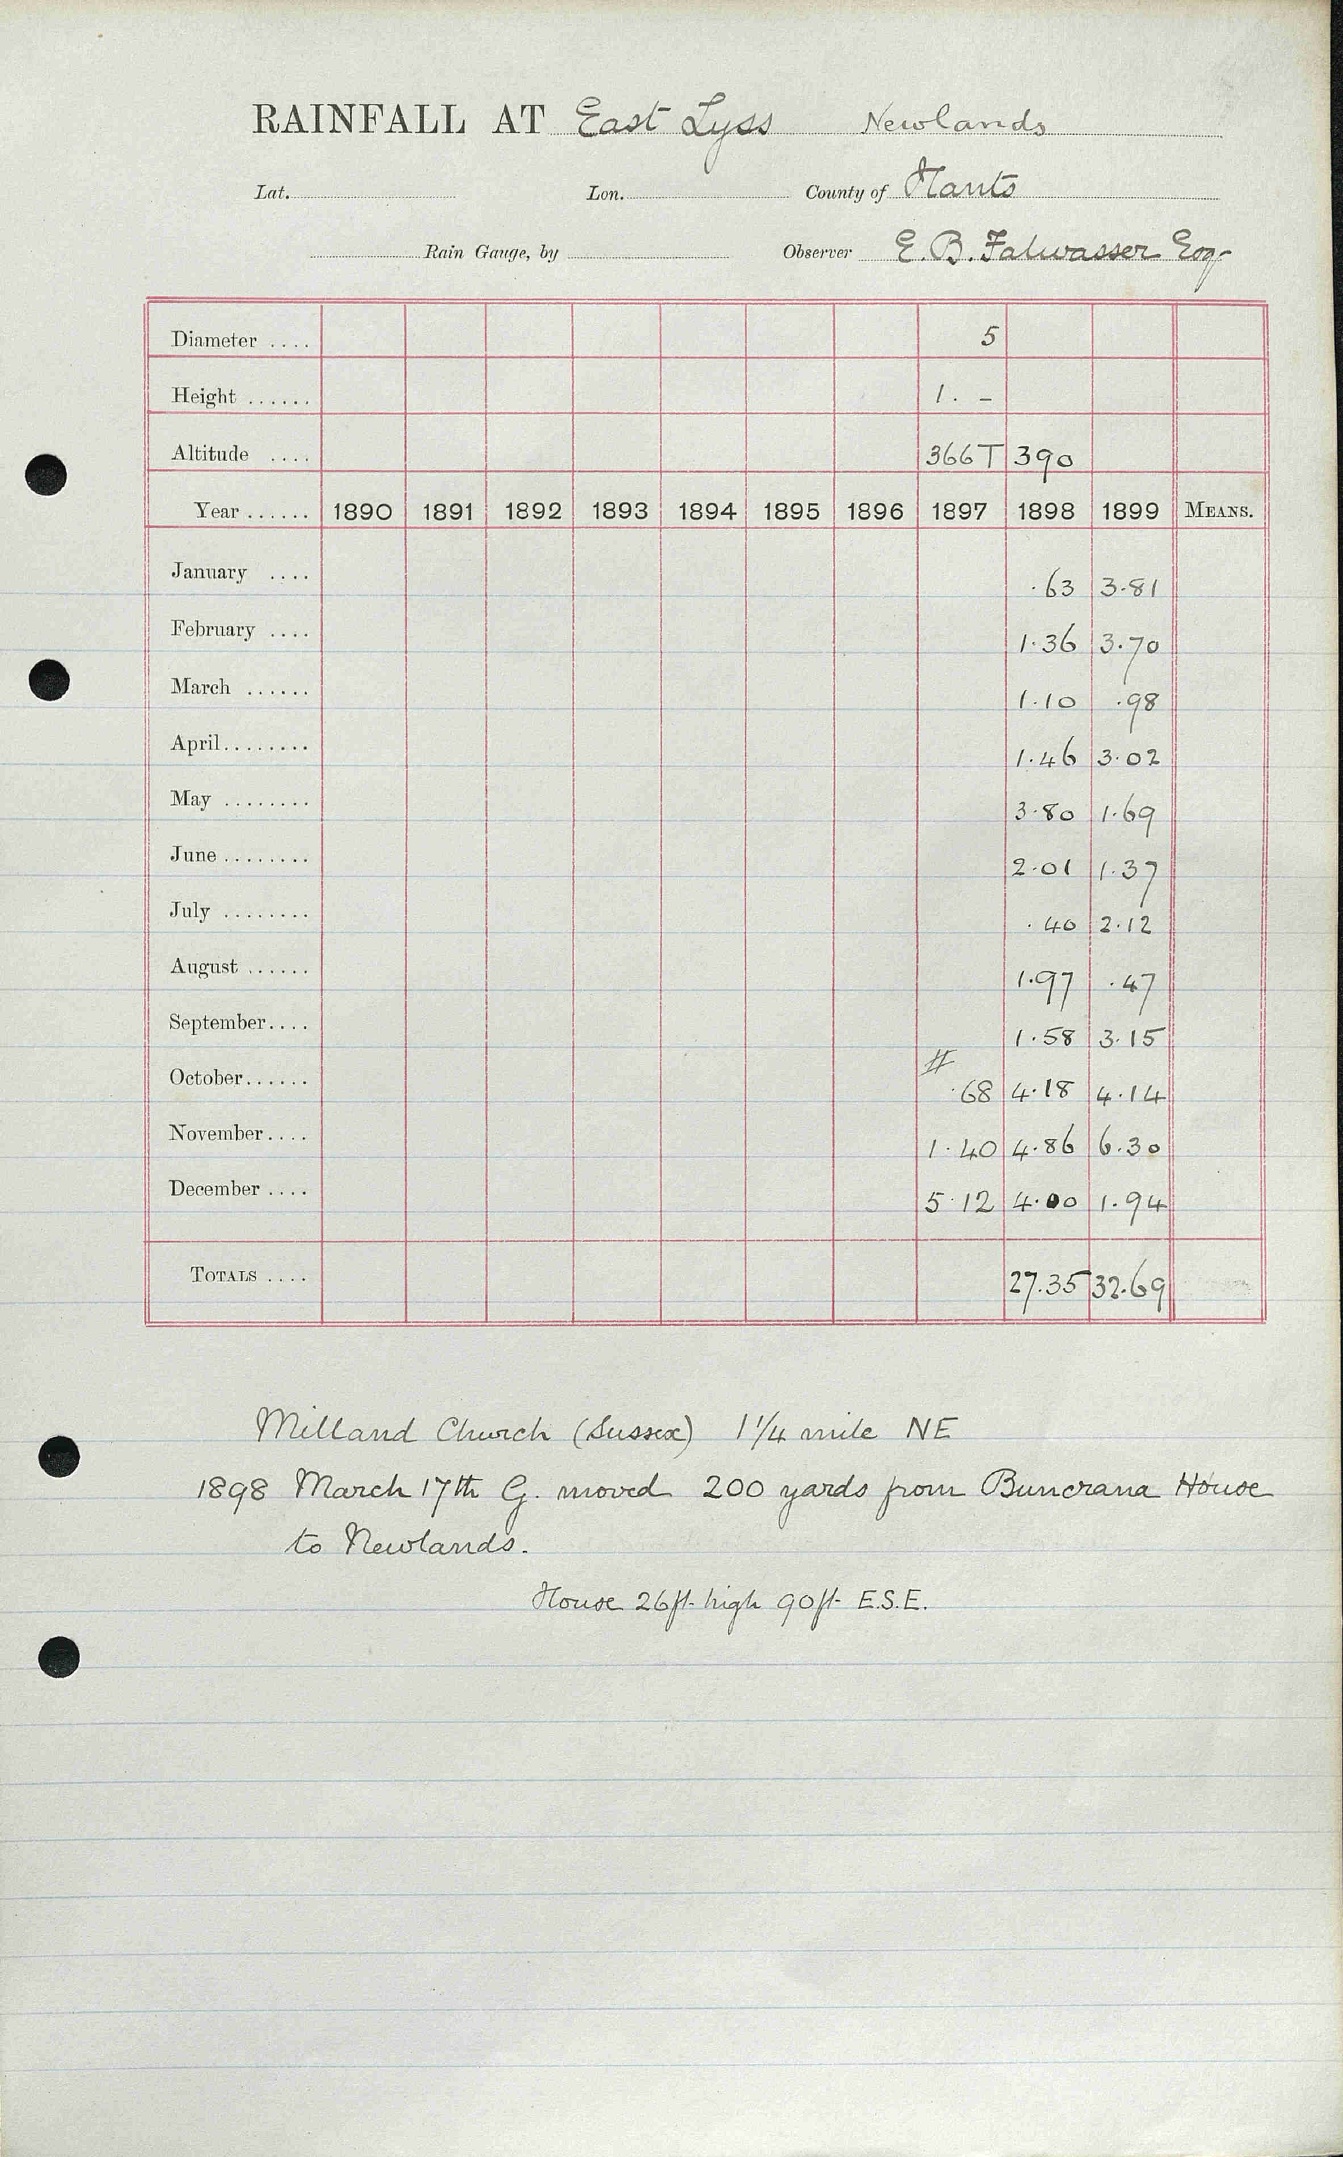 RAINFALL AT East Lyss Newlands
Lat. Lon. County of Hants
Rain Gauge, by Observer E. B. Falwasser Esq
Diameter .... 5
Height ...... 1. -
Altitude .... 366T 390
Year ...... 1890 1891 1892 1893 1894 1895 1896 1897 1898 1899 MEANS.
January .... .63 3.81
February .... 1.36 3.70
March ...... 1.10 .98
April........ 1.46 3.02
May ........ 3.80 1.69
June ........ 2.01 1.37
July ........ .40 2.12
August ...... 1.97 .47
September.... 1.58 3.15
#
October...... .68 4.18 4.14
November.... 1.40 4.86 6.30
December .... 5.12 4.00 1.94
TOTALS .... 27.35 32.69
Milland Church (Sussex) 1 1/4 mile NE
1898 March 17th G. moved 200 yards from Buncrana House
to Newlands.
House 26ft. high 90ft. E.S.E.